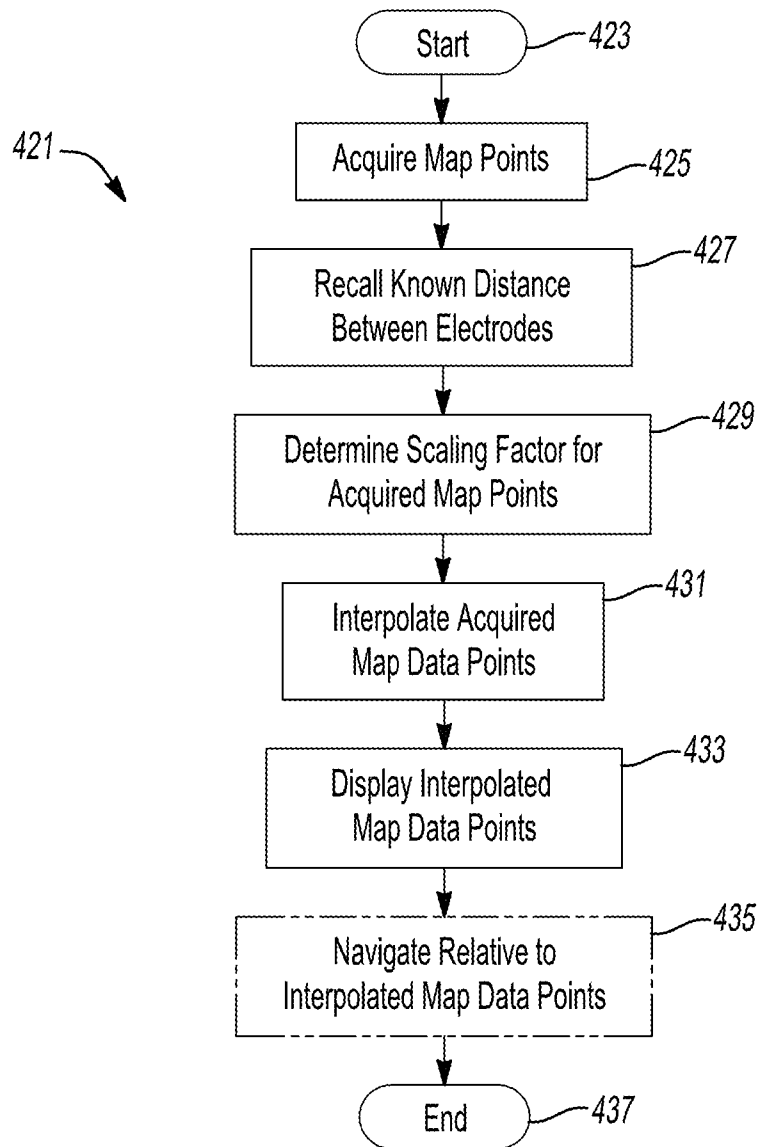 Start
423
421
Acquire Map Points
425
427
Recall Known Distance
Between Electrodes
429
Determine Scaling Factor for
Acquired Map Points
431
Interpolate Acquired
Map Data Points
433
Display Interpolated
Map Data Points
435
Navigate Relative to
Interpolated Map Data Points
End
437